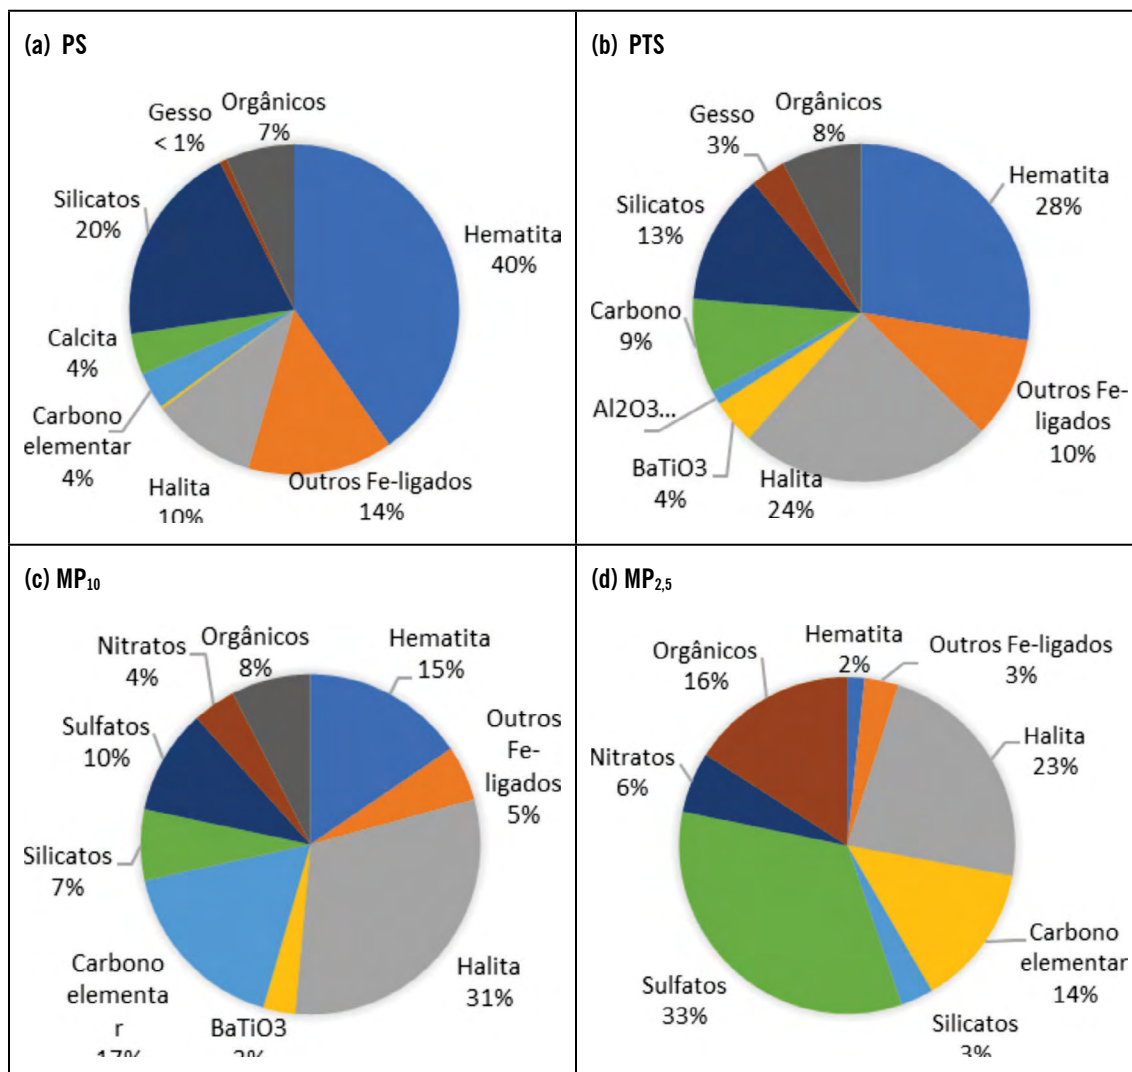 (a) PS
Gesso
< 1%
Orgânicos
7%
Silicatos
20%
Hematita
40%
Calcita
4%
Carbono
elementar
4%
Halita
10%
Outros Fe-ligados
14%
(b) PTS
Gesso
3%
Orgânicos
8%
Hematita
28%
Silicatos
13%
Carbono
9%
Al2O3...
BaTiO3
4%
Halita
24%
Outros Fe-
ligados
10%
(c) MP10
Nitratos
4%
Orgânicos
8%
Hematita
15%
Sulfatos
10%
Outros
Fe-
ligados
5%
Silicatos
7%
Carbono
elementa
r
17%
BaTiO3
Halita
31%
(d) MP2,5
Orgânicos
16%
Hematita
2%
Outros Fe-ligados
3%
Nitratos
6%
Halita
23%
Sulfatos
33%
Carbono
elementar
14%
Silicatos
3%